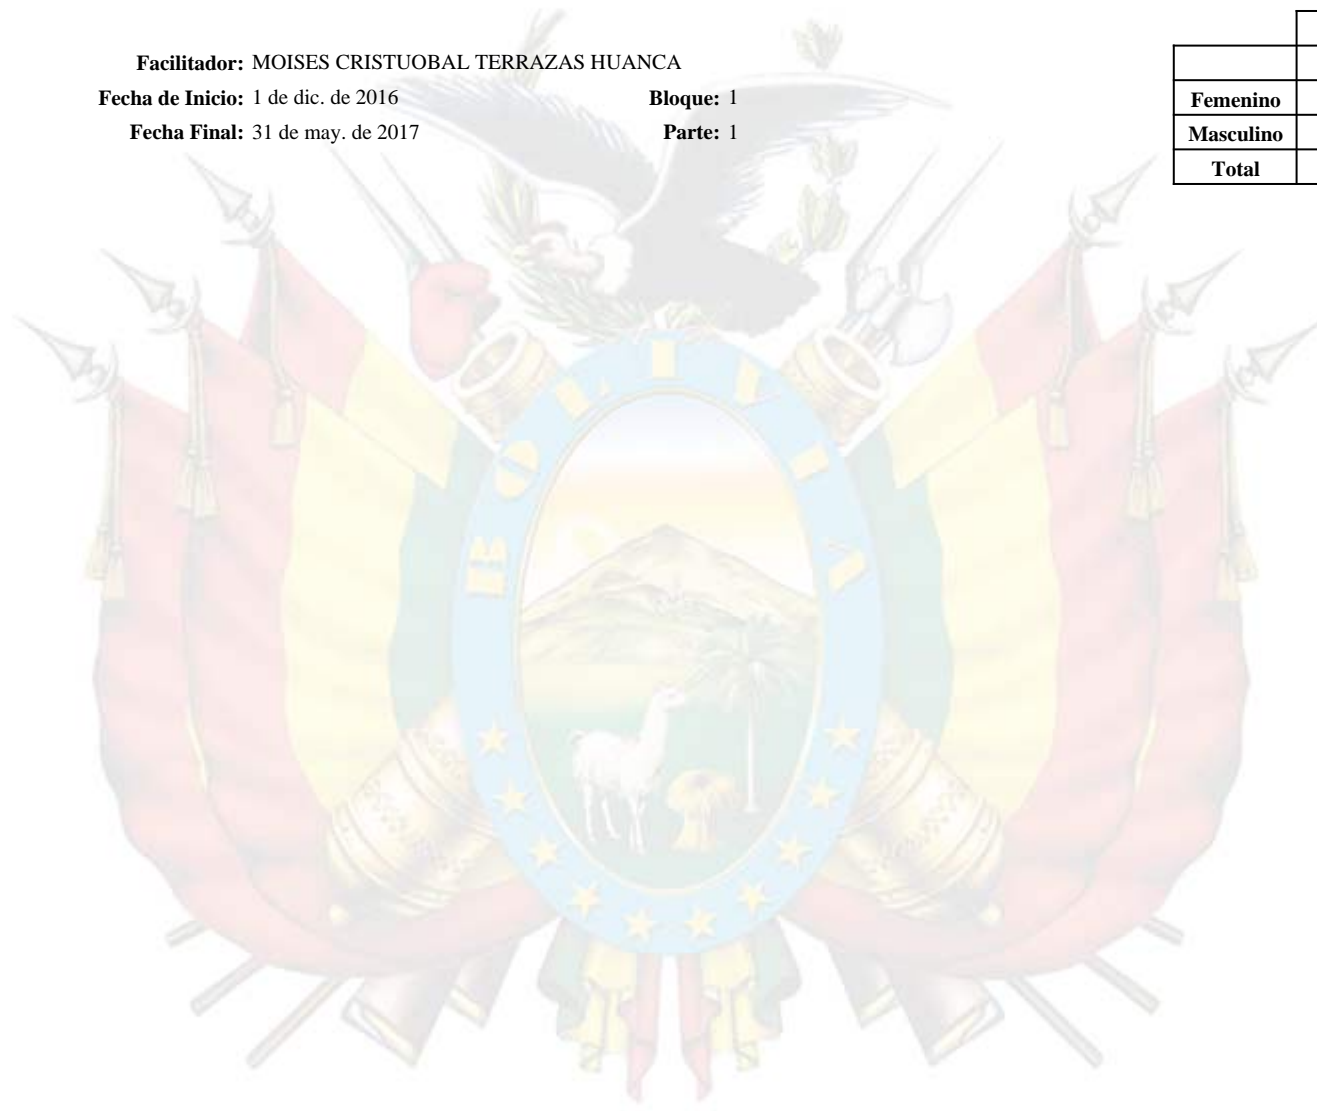 Facilitador: MOISES CRISTUOBAL TERRAZAS HUANCA
Fecha de Inicio: 1 de dic. de 2016 Bloque: 1
Fecha Final: 31 de may. de 2017 Parte: 1
Femenino
Masculino
Total
BOLIVIA